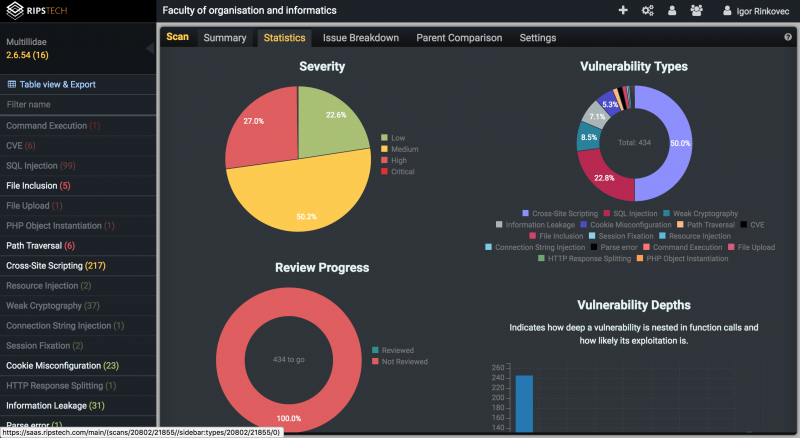 RIPSTECH
Faculty of organisation and informatics
Igor Rinkovec
Multillidae
2.6.54 (16)
Table view & Export
Filter name
Command Execution (1)
CVE (6)
SQL Injection (99)
File Inclusion (5)
File Upload (1)
PHP Object Instantiation (1)
Path Traversal (6)
Cross-Site Scripting (217)
Resource Injection (2)
Weak Cryptography (37)
Connection String Injection (1)
Session Fixation (2)
Cookie Misconfiguration (23)
HTTP Response Splitting (1)
Information Leakage (31)
Parse error (1)
https://saas.ripstech.com/main/(scans/20802/21855//sidebar:types/20802/21855/0)
Scan Summary Statistics Issue Breakdown Parent Comparison Settings
Severity
27.0%
22.6%
50.2%
Low
Medium
High
Critical
Vulnerability Types
5.3%
7.1%
8.5%
22.8%
50.0%
Total: 434
Cross-Site Scripting SQL Injection Weak Cryptography
Information Leakage Cookie Misconfiguration Path Traversal CVE
File Inclusion Session Fixation Resource Injection
Connection String Injection Parse error Command Execution File Upload
HTTP Response Splitting PHP Object Instantiation
Review Progress
434 to go
100.0%
Reviewed
Not Reviewed
Vulnerability Depths
Indicates how deep a vulnerability is nested in function calls and
how likely its exploitation is.
260
240
220
200
180
160
140